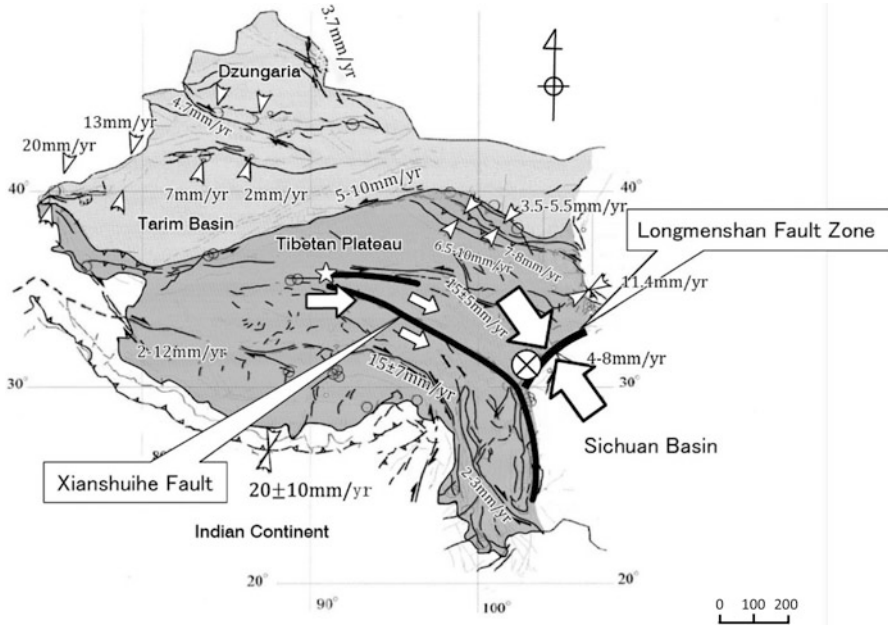 3.7mm/yr
Dzungaria
4.7mm/yr
13mm/yr
20mm/yr
7mm/yr
2mm/yr
40°
40°
5-10mm/yr
3.5-5.5mm/yr
Tarim Basin
Longmenshan Fault Zone
Tibetan Plateau
6.5-10mm/yr
7-8mm/yr
11.4mm/yr
15±5mm/yr
2-12mm/yr
4-8mm/yr
30°
30°
15±7mm/yr
Sichuan Basin
Xianshuihe Fault
20±10mm/yr
2-3mm/yr
Indian Continent
20°
20°
90°
100°
0 100 200